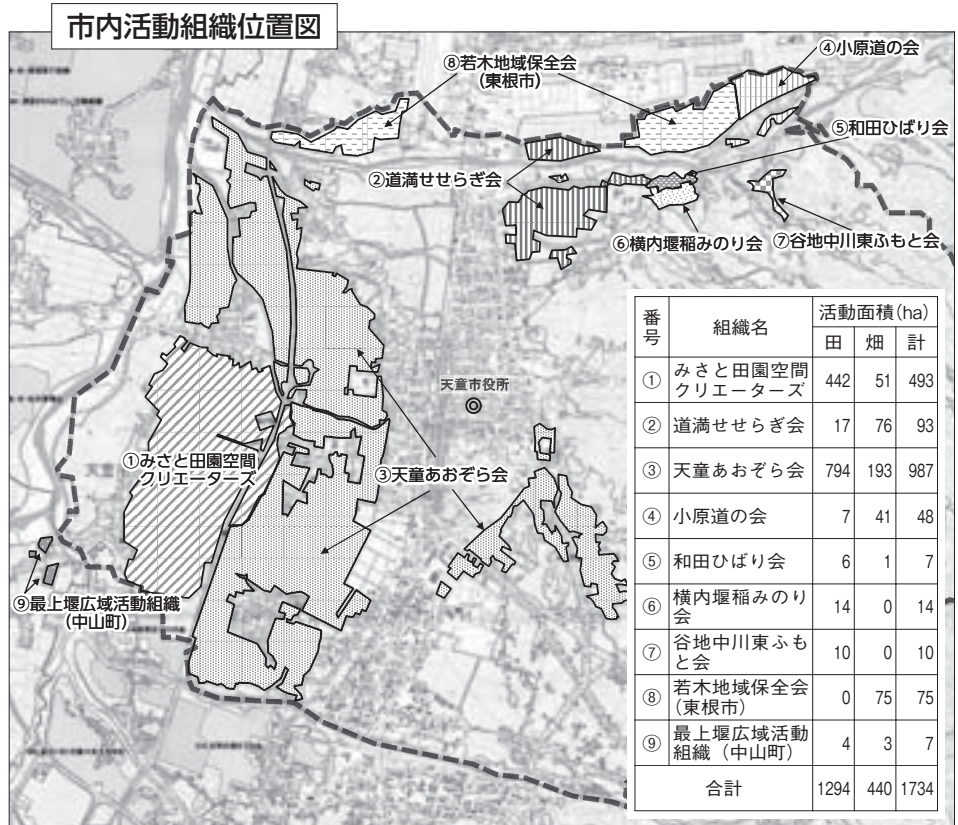 市内活動組織位置図
⑧若木地域保全会
(東根市)
④小原道の会
⑤和田ひばり会
②道満せせらぎ会
⑥横内堰稲みのり会
⑦谷地中川東ふもと会
天童市役所
①みさと田園空間
クリエーターズ
③天童あおぞら会
⑨最上堰広域活動組織
(中山町)
番号 組織名 活動面積(ha)
田 畑 計
① みさと田園空間
クリエーターズ 442 51 493
② 道満せせらぎ会 17 76 93
③ 天童あおぞら会 794 193 987
④ 小原道の会 7 41 48
⑤ 和田ひばり会 6 1 7
⑥ 横内堰稲みのり
会 14 0 14
⑦ 谷地中川東ふも
と会 10 0 10
⑧ 若木地域保全会
(東根市) 0 75 75
⑨ 最上堰広域活動
組織(中山町) 4 3 7
合計 1294 440 1734